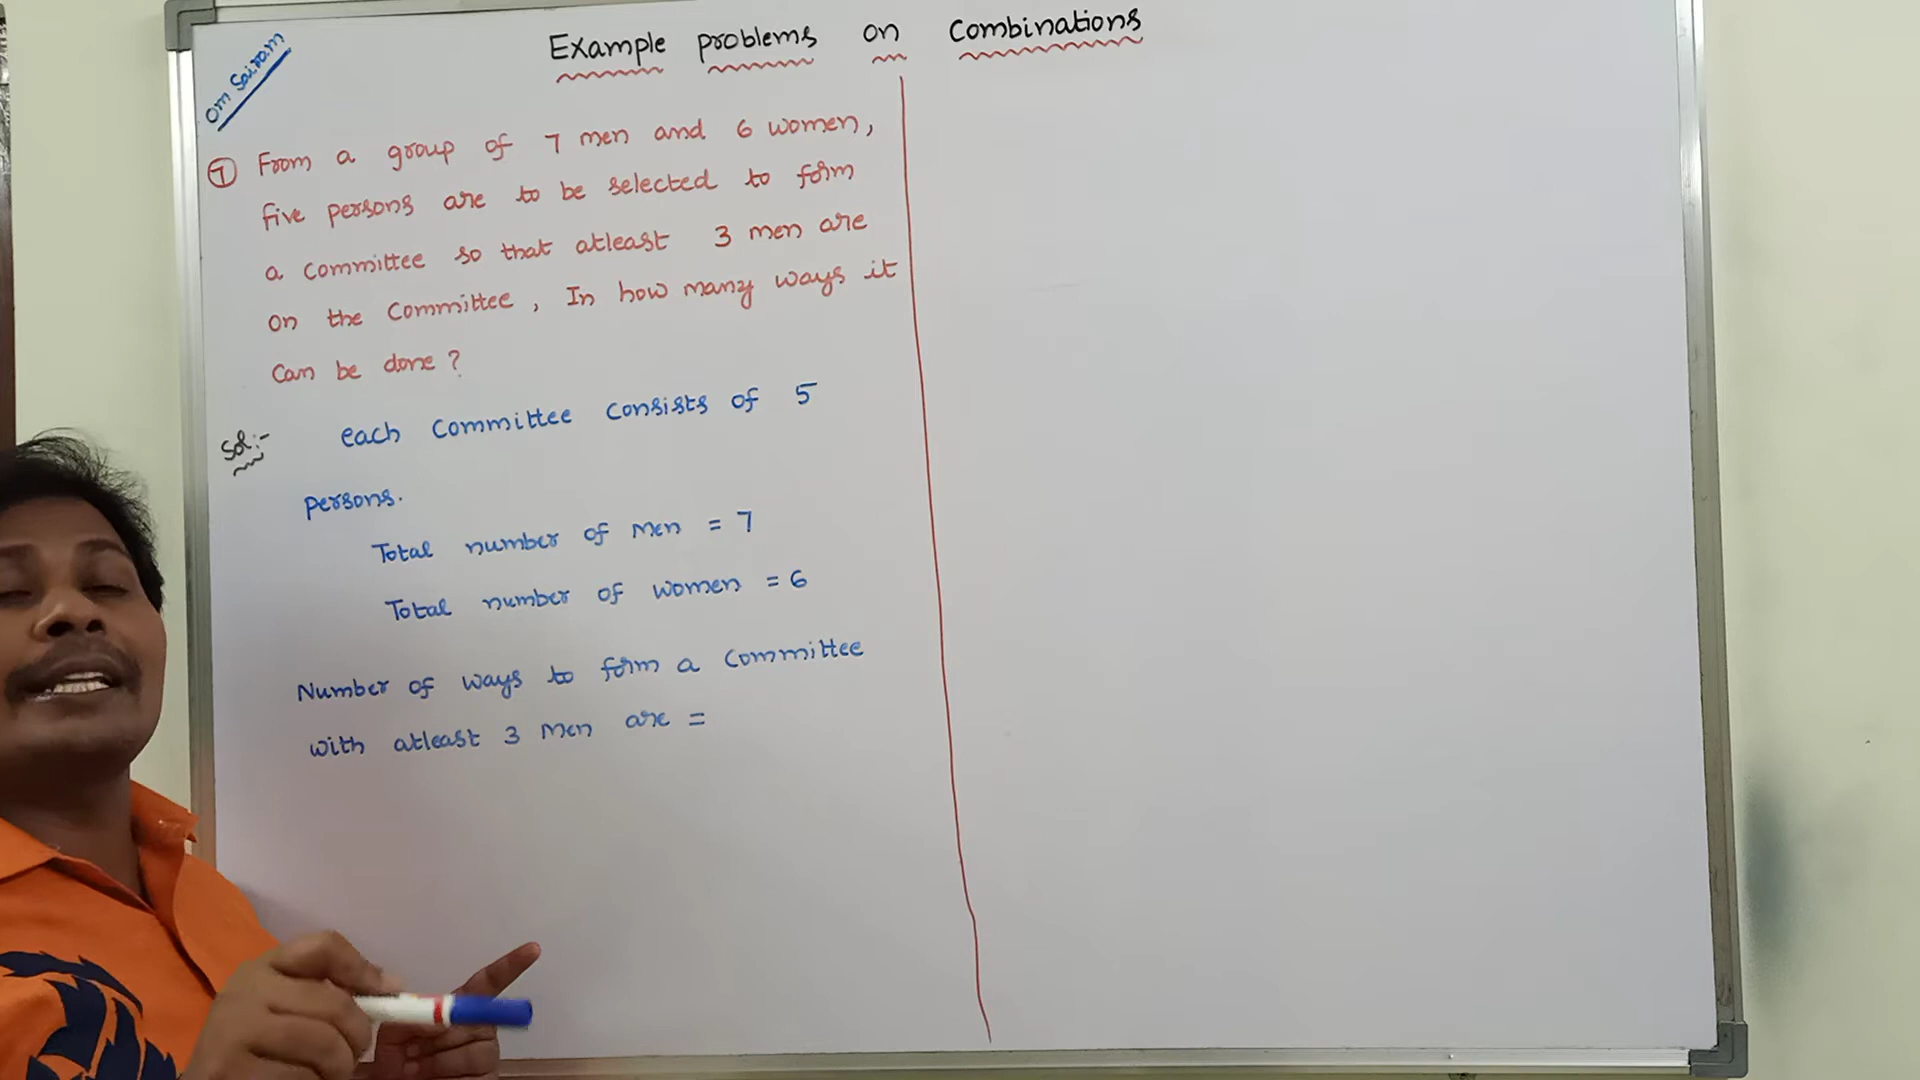 Example problems on Combinations
Om Sairam
7 From a group of 7 men and 6 women,
five persons are to be selected to form
a committee so that atleast 3 men are
on the committee, In how many ways it
can be done?
Sol:- each committee consists of 5
persons.
Total number of men = 7
Total number of women = 6
Number of ways to form a committee
with atleast 3 men are =